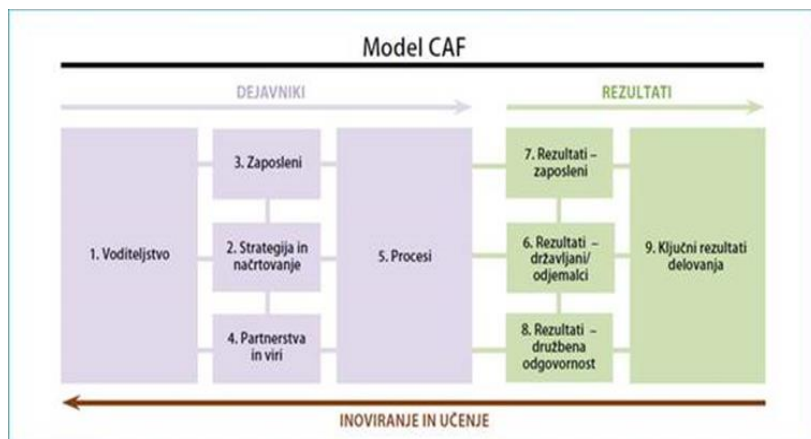 Model CAF
DEJAVNIKI
REZULTATI
1. Voditeljstvo
3. Zaposleni
2. Strategija in
načrtovanje
4. Partnerstva
in viri
5. Procesi
7. Rezultati –
zaposleni
6. Rezultati –
državljani/
odjemalci
8. Rezultati –
družbena
odgovornost
9. Ključni rezultati
delovanja
INOVIRANJE IN UČENJE